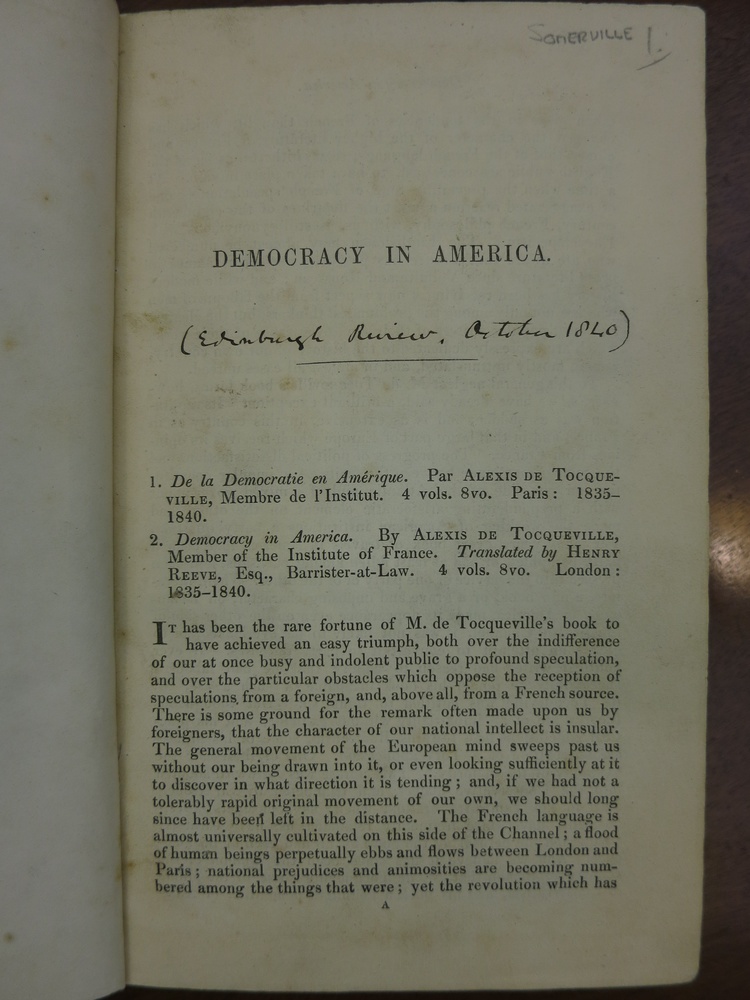 SOMERVILLE
DEMOCRACY IN AMERICA.
(Edinburgh Review, October 1840)
1. De la Democratie en Amérique. Par ALEXIS DE TOCQUE-
VILLE, Membre de l'Institut. 4 vols. 8vo. Paris: 1835–
1840.
2. Democracy in America. By ALEXIS DE TOCQUEVILLE,
Member of the Institute of France. Translated by HENRY
REEVE, Esq., Barrister-at-Law. 4 vols. 8vo. London:
1835-1840.
IT has been the rare fortune of M. de Tocqueville's book to
have achieved an easy triumph, both over the indifference
of our at once busy and indolent public to profound speculation,
and over the particular obstacles which oppose the reception of
speculations from a foreign, and, above all, from a French source.
There is some ground for the remark often made upon us by
foreigners, that the character of our national intellect is insular.
The general movement of the European mind sweeps past us
without our being drawn into it, or even looking sufficiently at it
to discover in what direction it is tending; and, if we had not a
tolerably rapid original movement of our own, we should long
since have been left in the distance. The French language is
almost universally cultivated on this side of the Channel; a flood
of human beings perpetually ebbs and flows between London and
Paris; national prejudices and animosities are becoming num-
bered among the things that were; yet the revolution which has
A